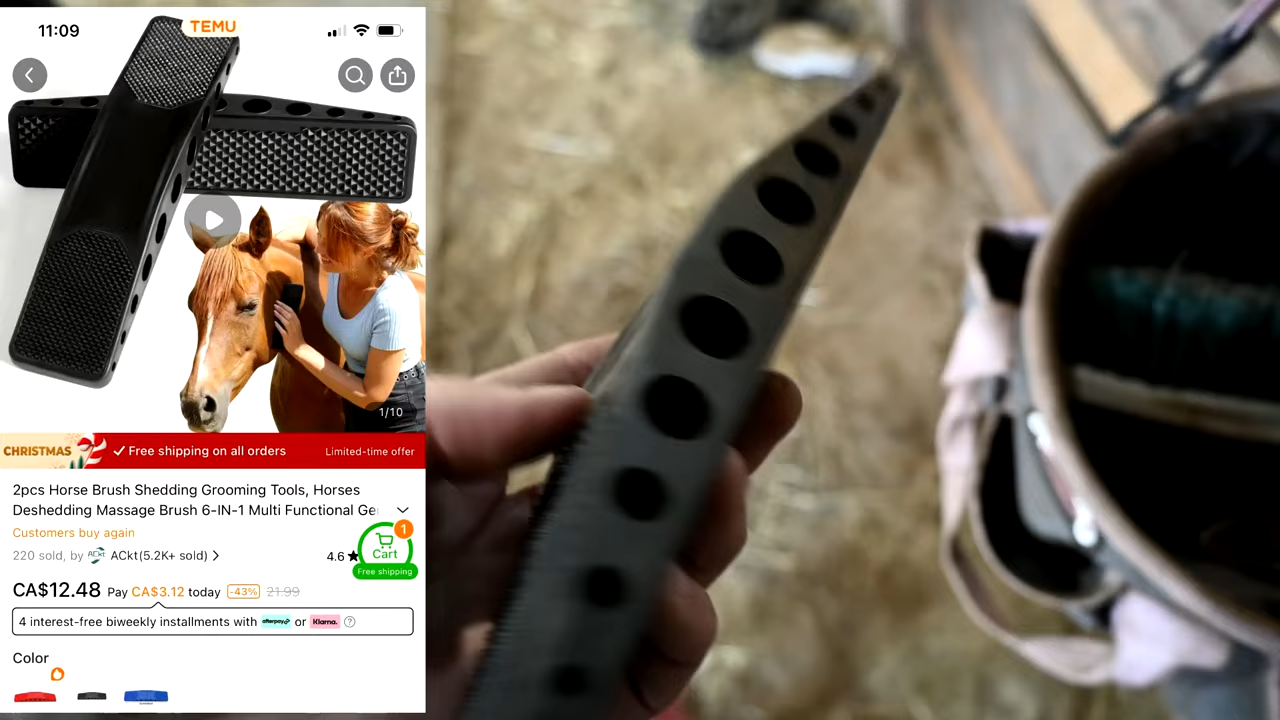 11:09
TEMU
1/10
CHRISTMAS
Free shipping on all orders
Limited-time offer
2pcs Horse Brush Shedding Grooming Tools, Horses
Deshedding Massage Brush 6-IN-1 Multi Functional Ge
Customers buy again
1
Cart
Free shipping
220 sold, by ACkt ACkt(5.2K+ sold)
4.6
CA$12.48 Pay CA$3.12 today -43% 21.99
4 interest-free biweekly installments with afterpay or Klarna.
Color